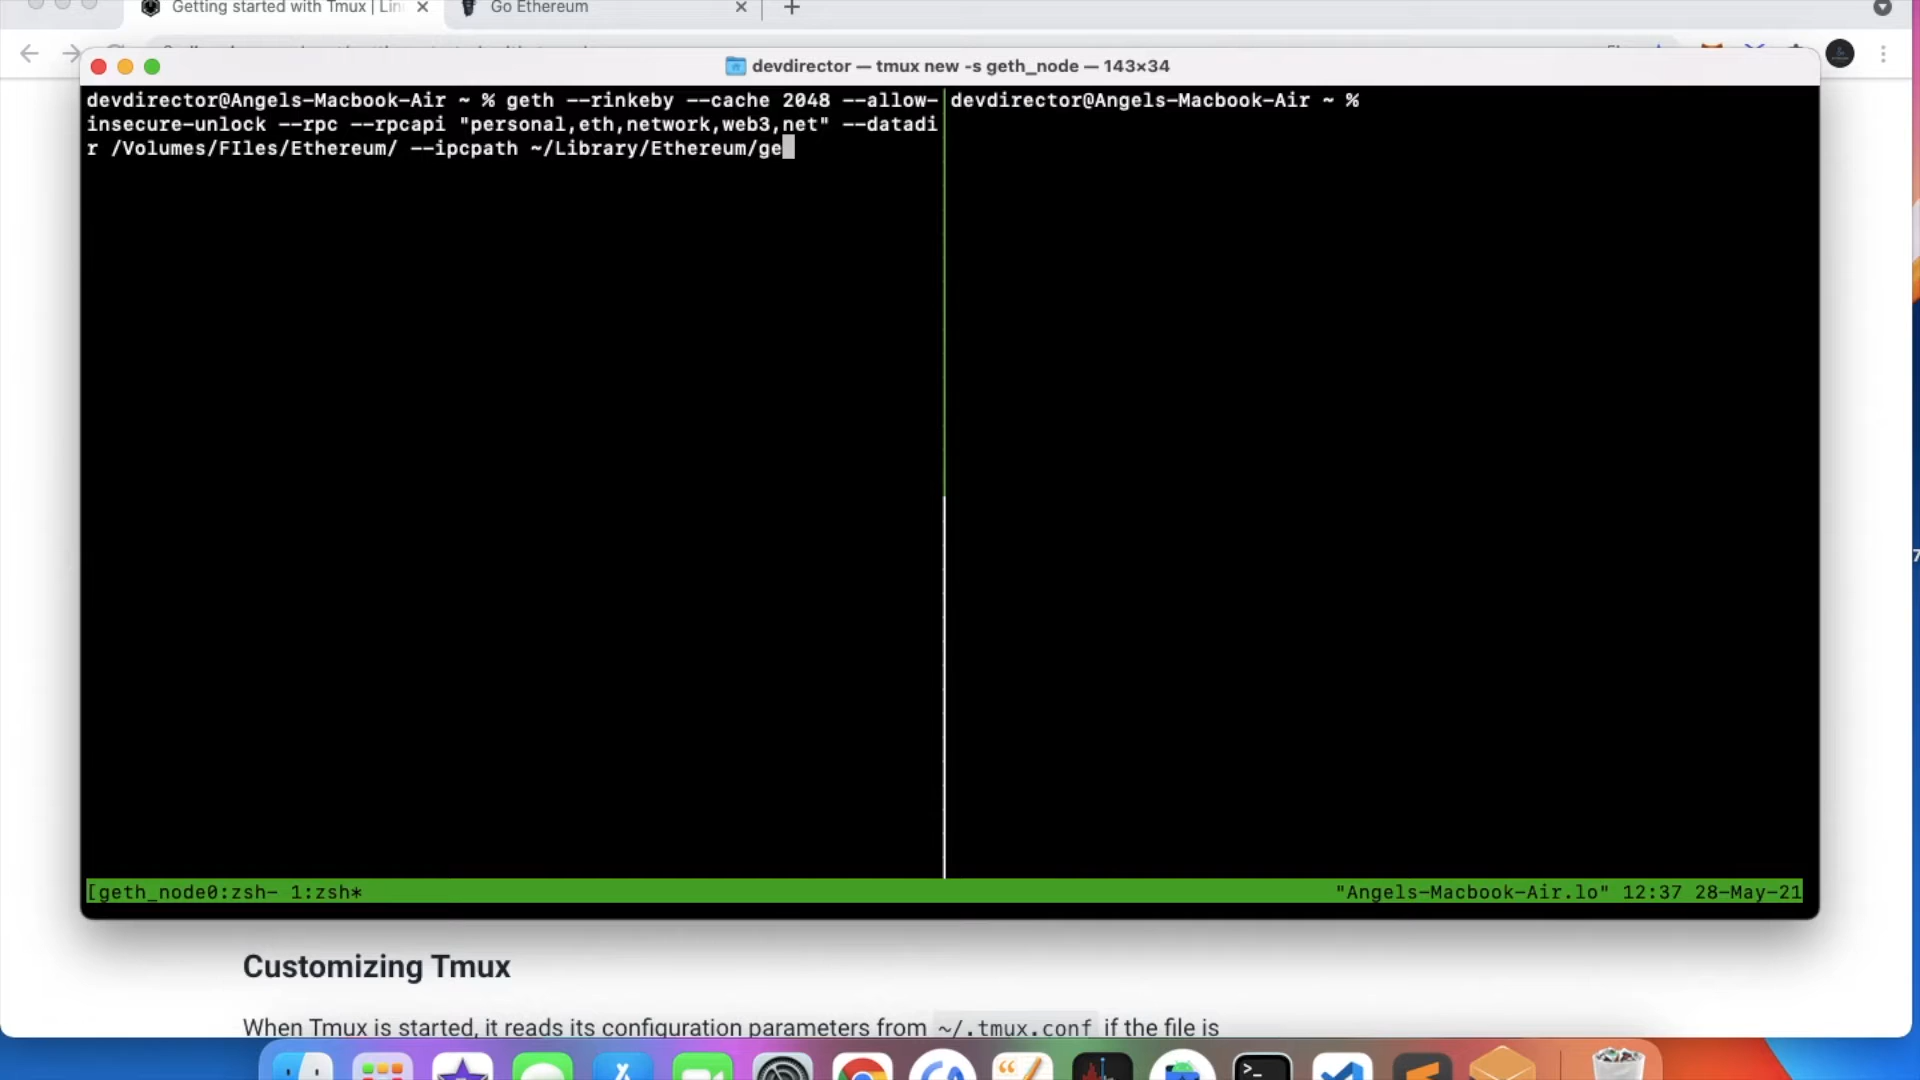 Getting started with Tmux | Lin
Go Ethereum
devdirector — tmux new -s geth_node — 143×34
devdirector@Angels-Macbook-Air ~ % geth --rinkeby --cache 2048 --allow-
insecure-unlock --rpc --rpcapi "personal,eth,network,web3,net" --datadi
r /Volumes/FIles/Ethereum/ --ipcpath ~/Library/Ethereum/ge
devdirector@Angels-Macbook-Air ~ %
[geth_node0:zsh- 1:zsh*
"Angels-Macbook-Air.lo" 12:37 28-May-21
Customizing Tmux
When Tmux is started, it reads its configuration parameters from ~/.tmux.conf if the file is